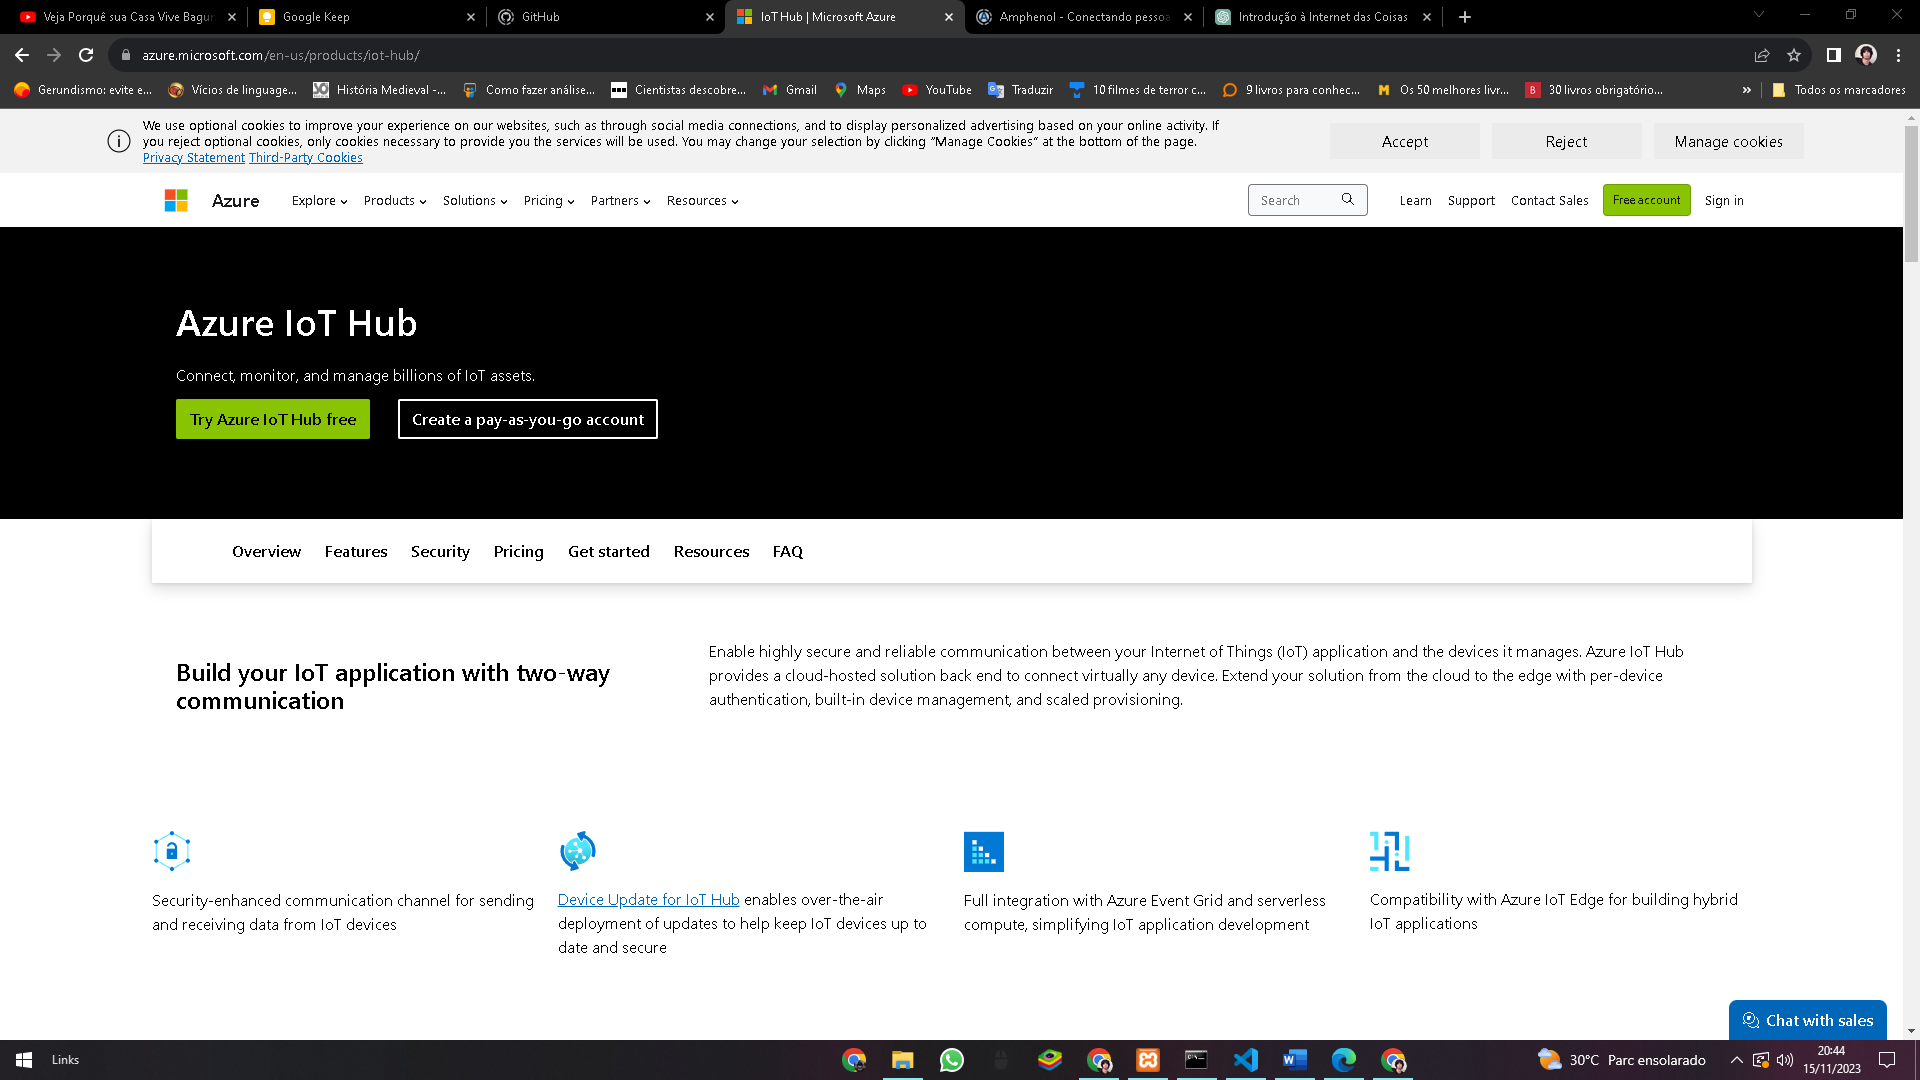 Veja Porquê sua Casa Vive Bagun
Google Keep
GitHub
IoT Hub | Microsoft Azure
Amphenol - Conectando pessoa
Introdução à Internet das Coisas
azure.microsoft.com/en-us/products/iot-hub/
Gerundismo: evite e...
Vícios de linguage...
História Medieval -...
Como fazer análise...
Cientistas descobre...
Gmail
Maps
YouTube
Traduzir
10 filmes de terror c...
9 livros para conhec...
Os 50 melhores livr...
30 livros obrigatório...
»
Todos os marcadores
We use optional cookies to improve your experience on our websites, such as through social media connections, and to display personalized advertising based on your online activity. If
you reject optional cookies, only cookies necessary to provide you the services will be used. You may change your selection by clicking “Manage Cookies” at the bottom of the page.
Privacy Statement Third-Party Cookies
Accept
Reject
Manage cookies
Azure
Explore
Products
Solutions
Pricing
Partners
Resources
Search
Learn
Support
Contact Sales
Free account
Sign in
Azure IoT Hub
Connect, monitor, and manage billions of IoT assets.
Try Azure IoT Hub free
Create a pay-as-you-go account
Overview
Features
Security
Pricing
Get started
Resources
FAQ
Build your IoT application with two-way
communication
Enable highly secure and reliable communication between your Internet of Things (IoT) application and the devices it manages. Azure IoT Hub
provides a cloud-hosted solution back end to connect virtually any device. Extend your solution from the cloud to the edge with per-device
authentication, built-in device management, and scaled provisioning.
Security-enhanced communication channel for sending
and receiving data from IoT devices
Device Update for IoT Hub enables over-the-air
deployment of updates to help keep IoT devices up to
date and secure
Full integration with Azure Event Grid and serverless
compute, simplifying IoT application development
Compatibility with Azure IoT Edge for building hybrid
IoT applications
Chat with sales
Links
30°C Parc ensolarado
20:44
15/11/2023